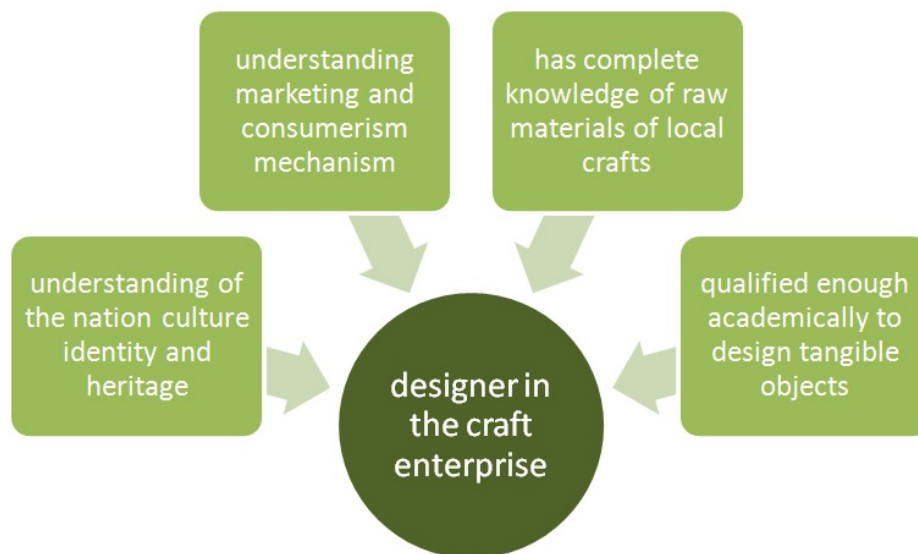 understanding
marketing and
consumerism
mechanism
has complete
knowledge of raw
materials of local
crafts
understanding of
the nation culture
identity and
heritage
qualified enough
academically to
design tangible
objects
designer in
the craft
enterprise